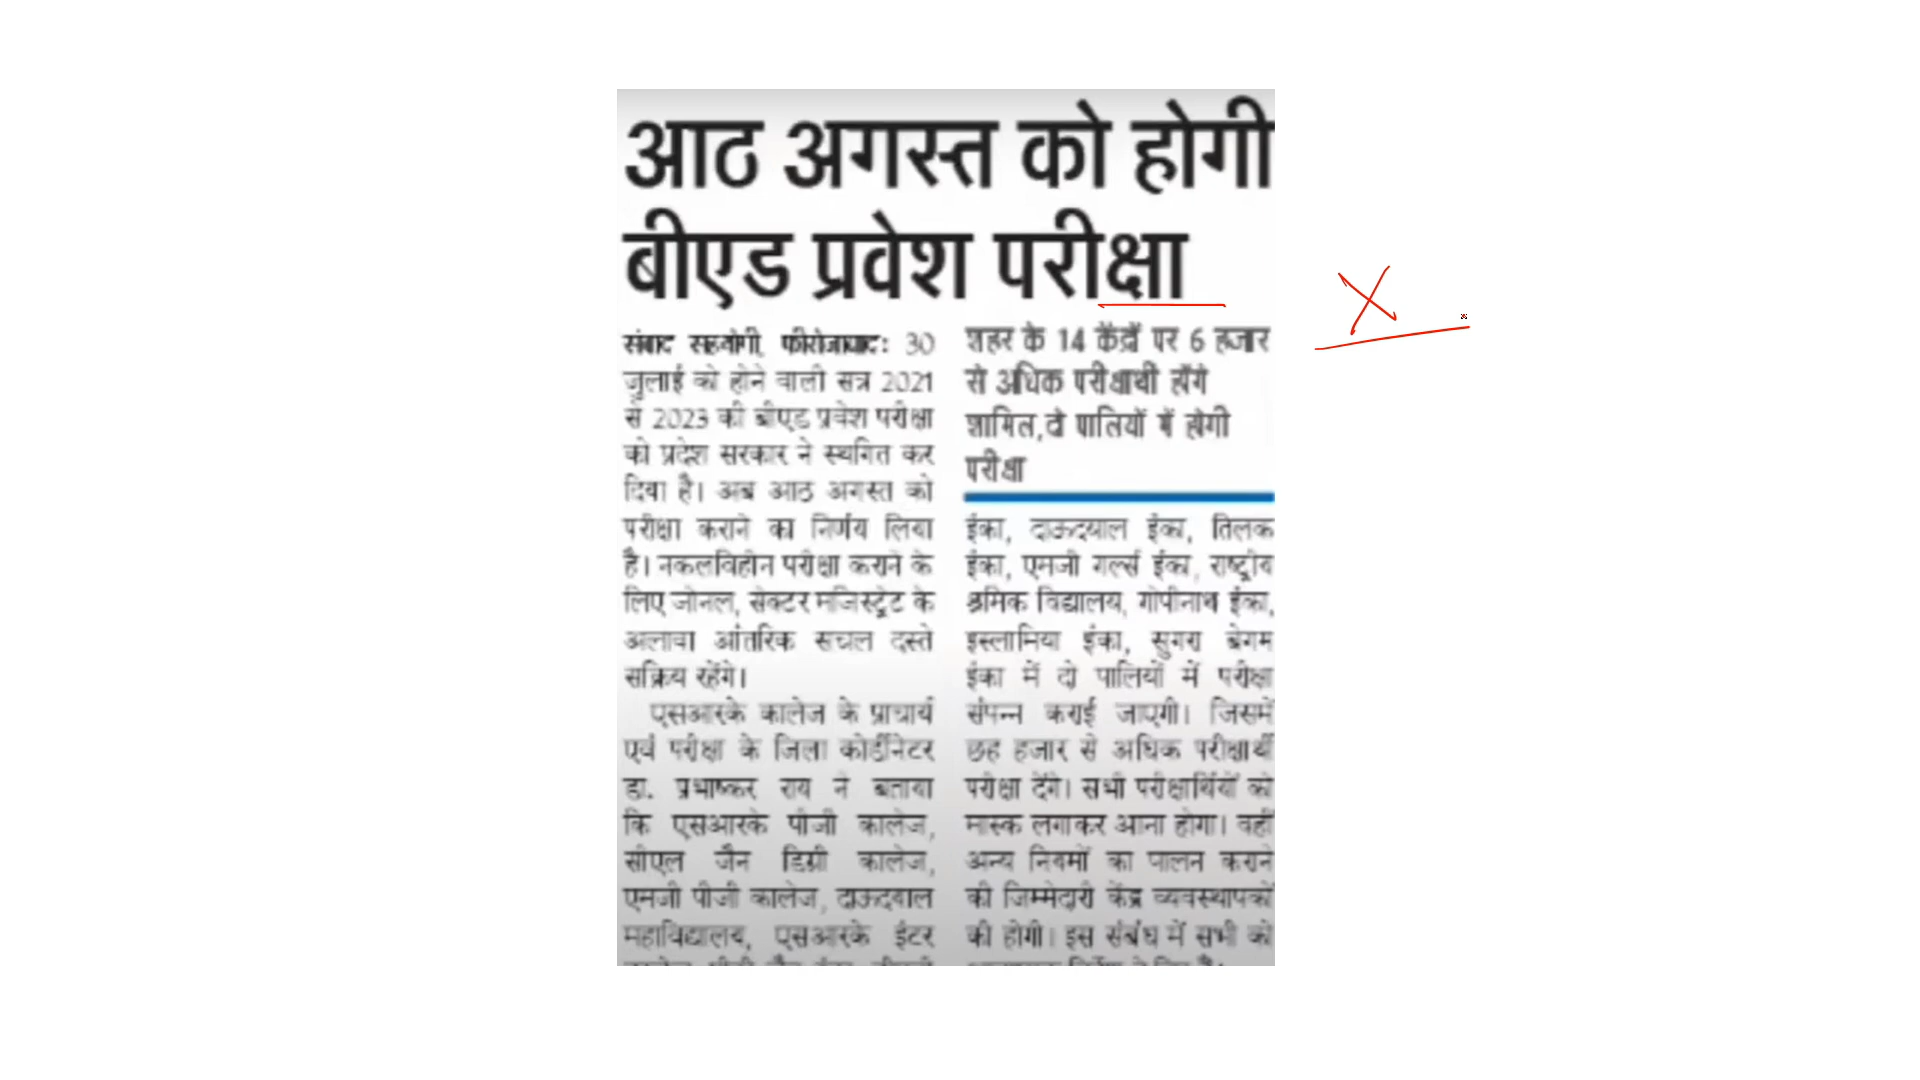 आठ अगस्त को होगी
बीएड प्रवेश परीक्षा
संवाद सहयोगी, फीरोजाबाद: 30
जुलाई को होने वाली सत्र 2021
से 2023 की बीएड प्रवेश परीक्षा
को प्रदेश सरकार ने स्थगित कर
दिया है। अब आठ अगस्त को
परीक्षा कराने का निर्णय लिया
है। नकलविहीन परीक्षा कराने के
लिए जोनल, सेक्टर मजिस्ट्रेट के
अलावा आंतरिक सचल दस्ते
सक्रिय रहेंगे।
एसआरके कालेज के प्राचार्य
एवं परीक्षा के जिला कोर्डीनेटर
डा. प्रभाष्कर राय ने बताया
कि एसआरके पीजी कालेज,
सीएल जैन डिग्री कालेज,
एमजी पीजी कालेज, दाऊदयाल
महाविद्यालय, एसआरके ईंटर
शहर के 14 केंद्रों पर 6 हजार
से अधिक परीक्षार्थी होंगे
शामिल,दो पालियों में होगी
परीक्षा
ईंका, दाऊदयाल ईंका, तिलक
ईंका, एमजी गर्ल्स ईंका, राष्ट्रीय
श्रमिक विद्यालय, गोपीनाथ ईंका,
इस्लामिया ईंका, सुगरा बेगम
ईंका में दो पालियों में परीक्षा
संपन्न कराई जाएगी। जिसमें
छह हजार से अधिक परीक्षार्थी
परीक्षा देंगे। सभी परीक्षार्थियों को
मास्क लगाकर आना होगा। वहीं
अन्य नियमों का पालन कराने
की जिम्मेदारी केंद्र व्यवस्थापकों
की होगी। इस संबंध में सभी को